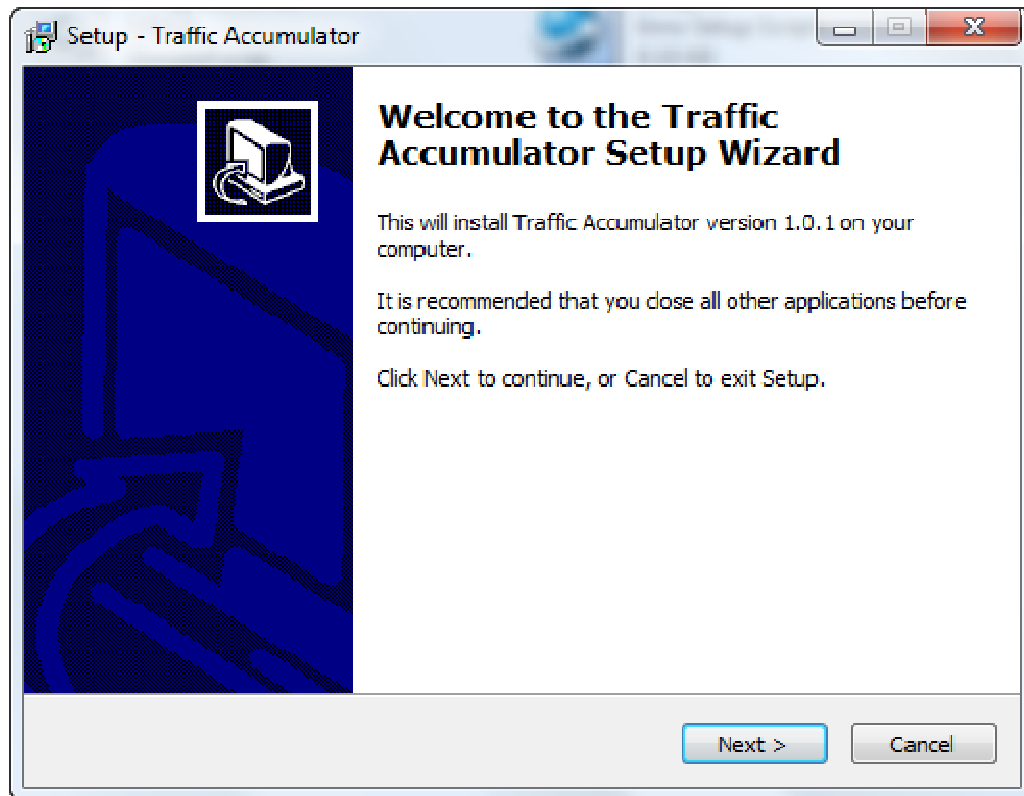 Setup - Traffic Accumulator
Welcome to the Traffic
Accumulator Setup Wizard
This will install Traffic Accumulator version 1.0.1 on your
computer.
It is recommended that you close all other applications before
continuing.
Click Next to continue, or Cancel to exit Setup.
Next >
Cancel